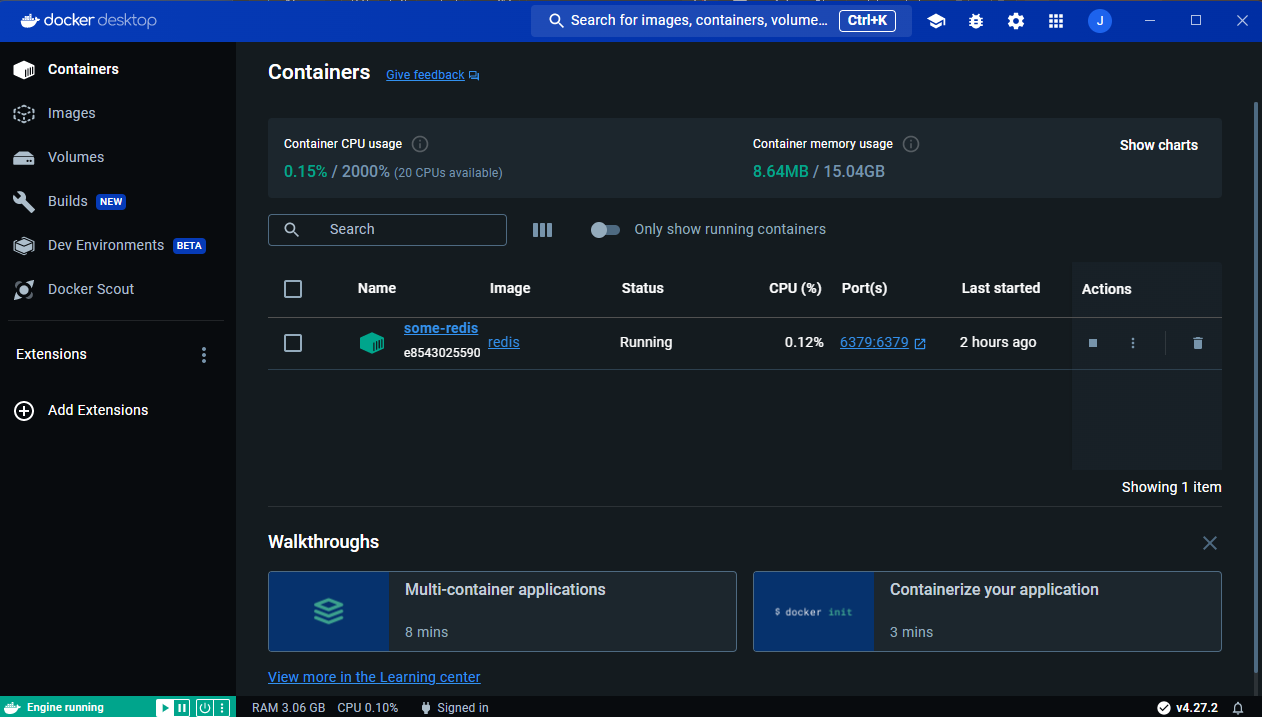 docker desktop
Search for images, containers, volume... Ctrl+K
J
Containers
Images
Volumes
Builds NEW
Dev Environments BETA
Docker Scout
Extensions
Add Extensions
Containers Give feedback
Container CPU usage
0.15% / 2000% (20 CPUs available)
Container memory usage
8.64MB / 15.04GB
Show charts
Search
Only show running containers
Name Image Status CPU (%) Port(s) Last started Actions
some-redis
e8543025590
redis Running 0.12% 6379:6379 2 hours ago
Showing 1 item
Walkthroughs
Multi-container applications
8 mins
$ docker init
Containerize your application
3 mins
View more in the Learning center
Engine running
RAM 3.06 GB CPU 0.10% Signed in
v4.27.2